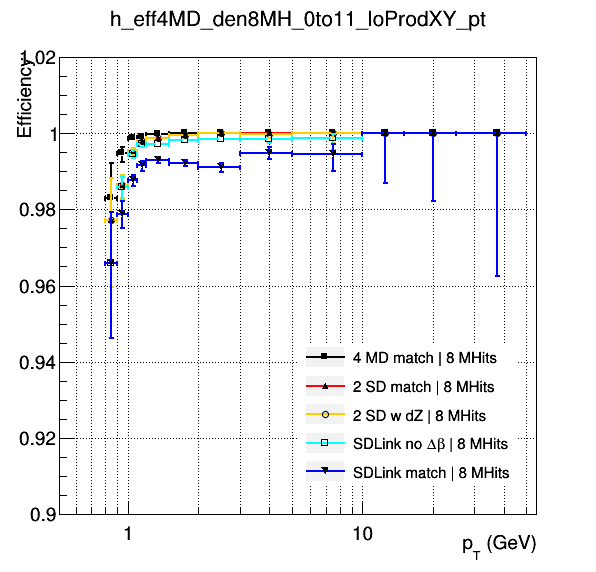 h_eff4MD_den8MH_0to11_loProdXY_pt
Efficiency
1.02
1
0.98
0.96
0.94
0.92
0.9
4 MD match | 8 MHits
2 SD match | 8 MHits
2 SD w dZ | 8 MHits
SDLink no Δβ | 8 MHits
SDLink match | 8 MHits
1
10
p_T (GeV)